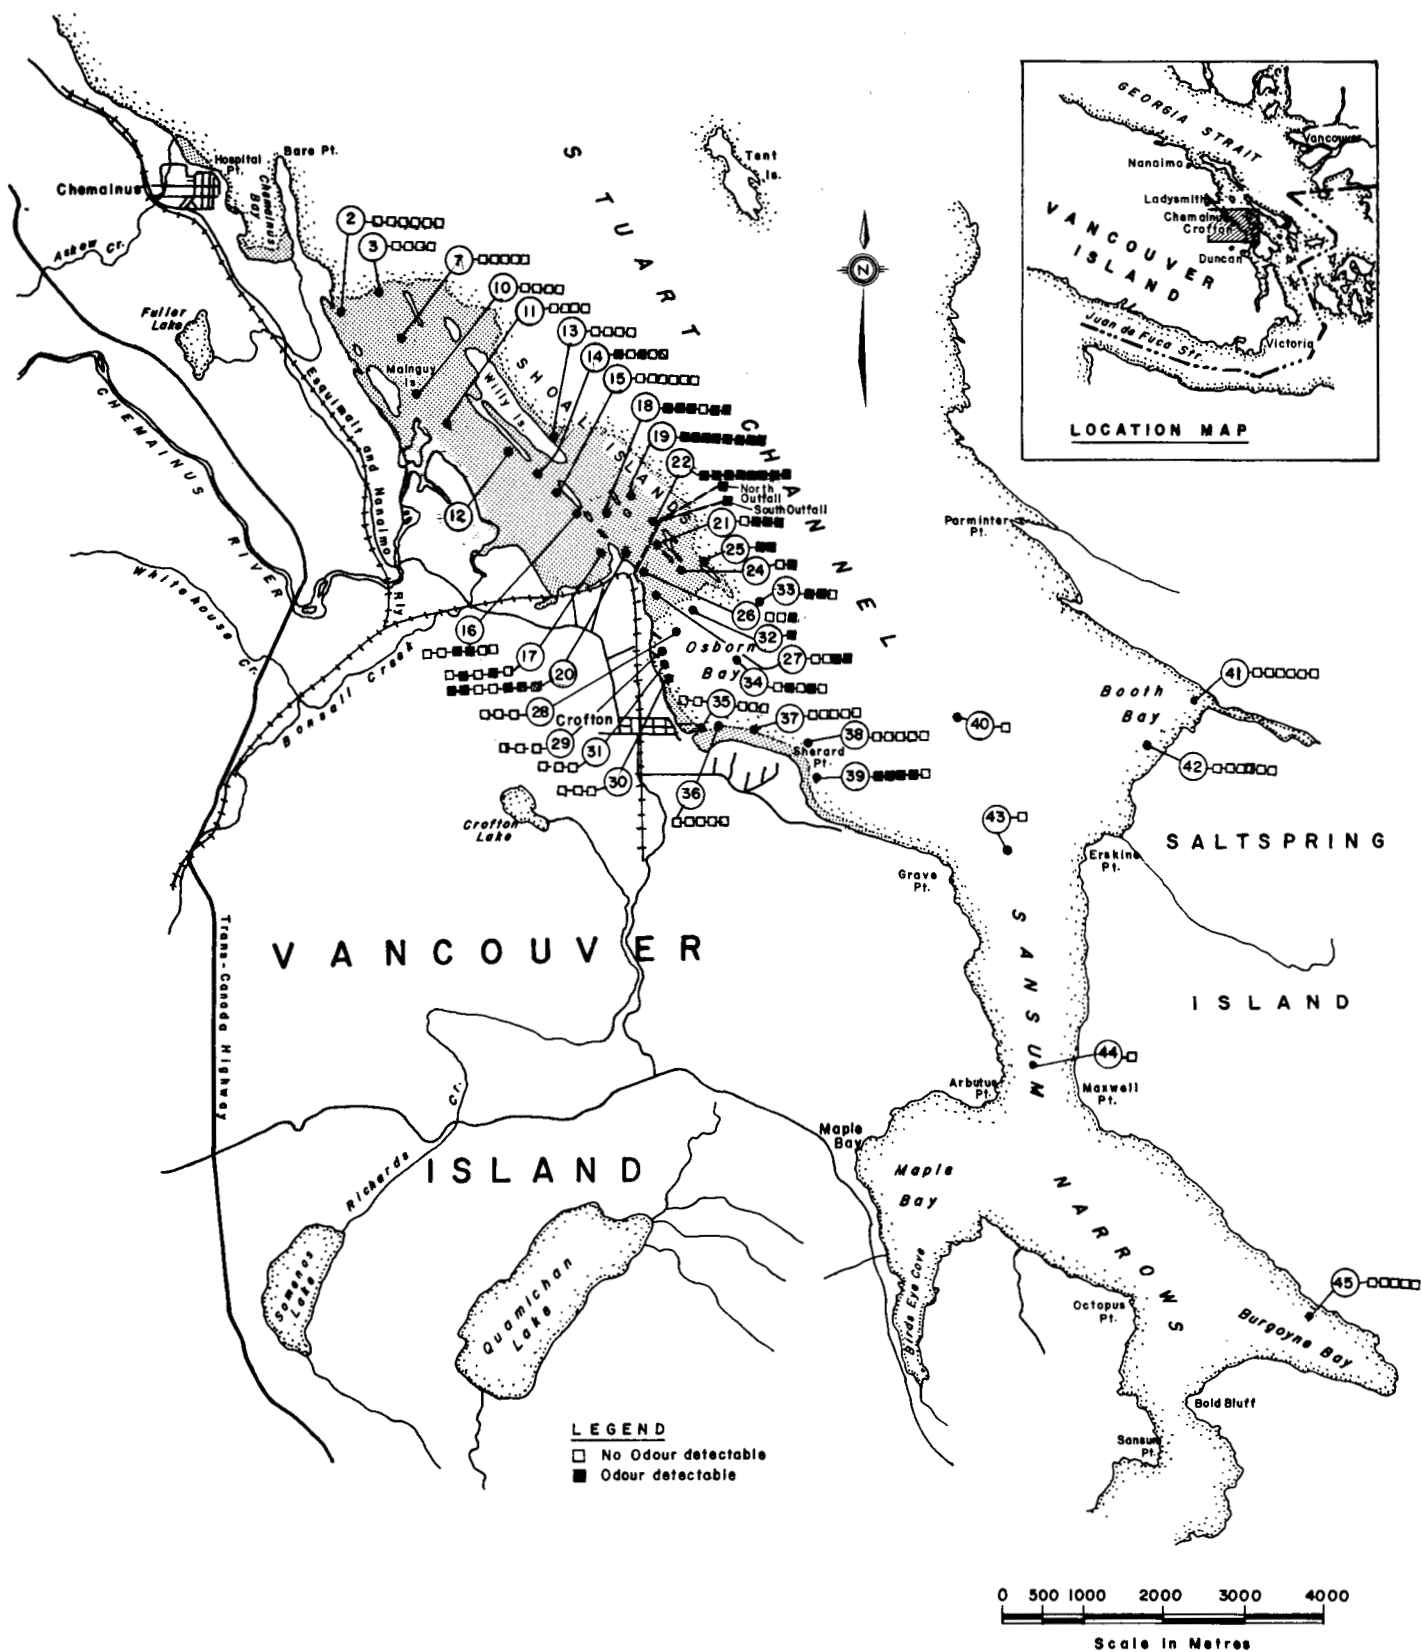 GEORGIA STRAIT
Vancouver
Nanaimo
Ladysmith
Chemainus
Crofton
Duncan
VANCOUVER
ISLAND
Juan de Fuca Str.
Victoria
LOCATION MAP
STUART
CHANNEL
Tent
Is.
N
Hospital
Pt.
Bare Pt.
Chemainus
Chemainus
Bay
Askew Cr.
Fuller
Lake
CHEMAINUS
RIVER
Esquimalt and
Nanaimo
Rly
Whitehouse
Cr.
Bonsall Creek
Mainguy
Is.
Willy Is.
SHOAL ISLANDS
2
3
7
10
11
13
14
15
18
19
22
North
Outfall
South Outfall
21
25
24
33
26
32
27
34
12
16
17
20
28
29
31
30
35
37
38
39
36
Osborn
Bay
Crofton
Sherard
Pt.
Crofton
Lake
Parminter
Pt.
41
Booth
Bay
40
42
43
SALTSPRING
ISLAND
Erskine
Pt.
Grave
Pt.
SANSUM
NARROWS
44
Arbutus
Pt.
Maxwell
Pt.
VANCOUVER
ISLAND
Trans-Canada Highway
Richards
Cr.
Somenos
Lake
Quamichan
Lake
Maple
Bay
Maple
Bay
Birds Eye Cove
Octopus
Pt.
45
Burgoyne Bay
Bold Bluff
Sansum
Pt.
LEGEND
No Odour detectable
Odour detectable
0 500 1000 2000 3000 4000
Scale in Metres